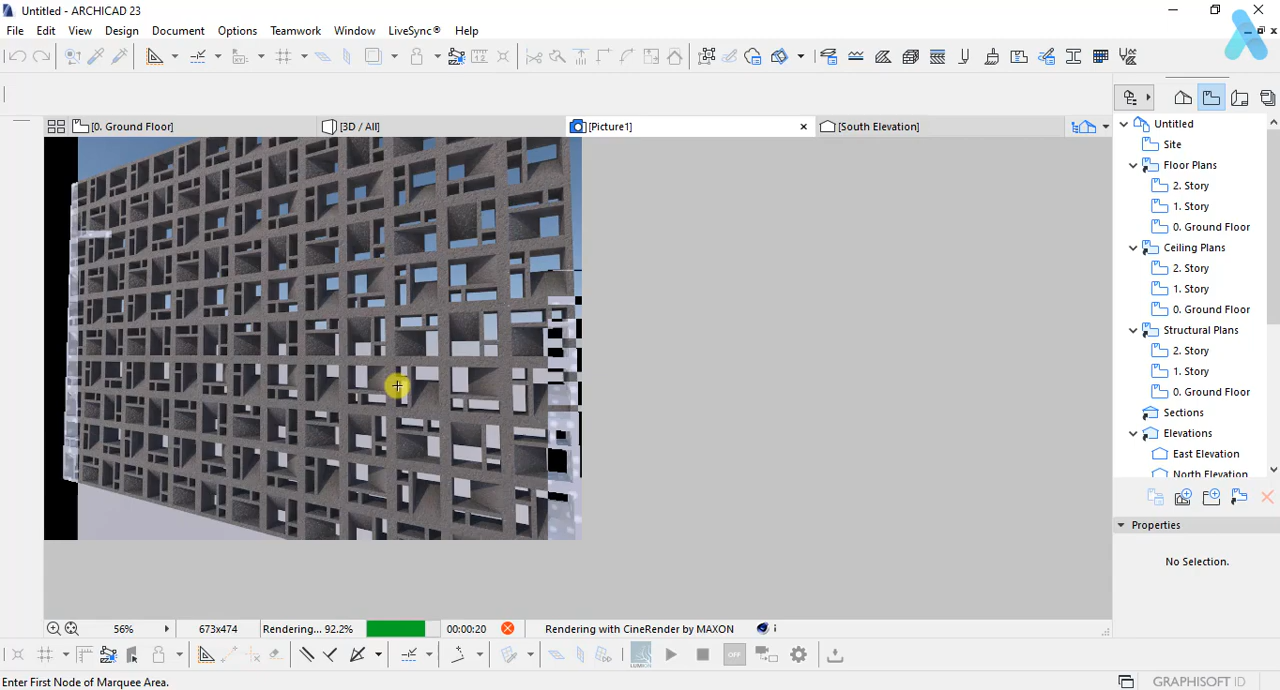 Untitled - ARCHICAD 23
File Edit View Design Document Options Teamwork Window LiveSync® Help
[0. Ground Floor] [3D / All] [Picture1] [South Elevation]
Untitled
Site
Floor Plans
2. Story
1. Story
0. Ground Floor
Ceiling Plans
2. Story
1. Story
0. Ground Floor
Structural Plans
2. Story
1. Story
0. Ground Floor
Sections
Elevations
East Elevation
North Elevation
Properties
No Selection.
56% 673x474 Rendering... 92.2% 00:00:20 Rendering with CineRender by MAXON i
OFF
LUMION
Enter First Node of Marquee Area.
GRAPHISOFT ID